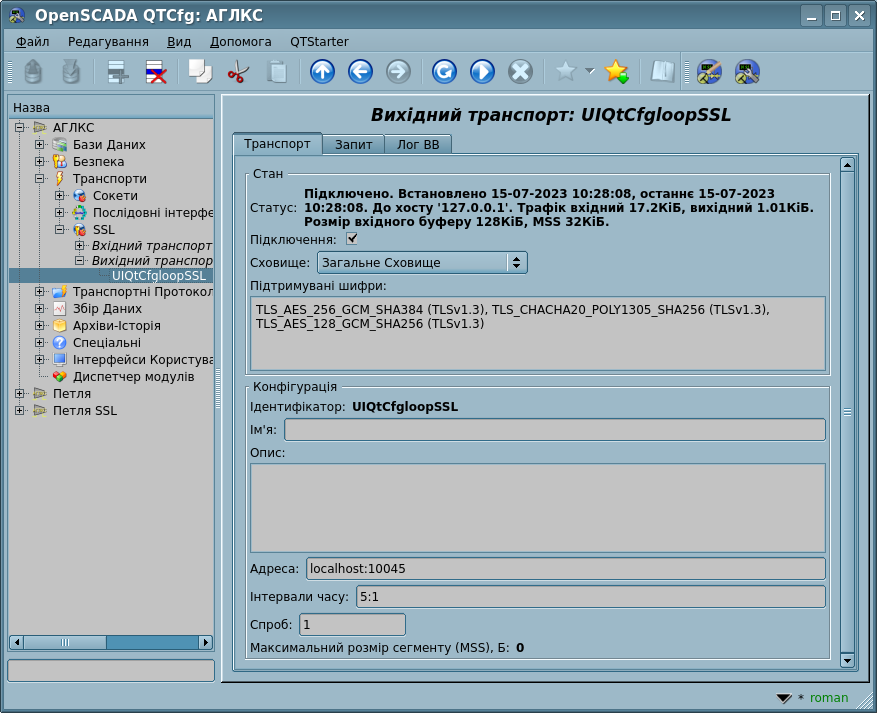 OpenSCADA QTCfg: АГЛКС
Файл Редагування Вид Допомога QTStarter
Назва
АГЛКС
Бази Даних
Безпека
Транспорти
Сокети
Послідовні інтерфе
SSL
Вхідний транспорт
Вихідний транспор
UIQtCfgloopSSL
Транспортні Протокол
Збір Даних
Архіви-Історія
Спеціальні
Інтерфейси Користува
Диспетчер модулів
Петля
Петля SSL
Вихідний транспорт: UIQtCfgloopSSL
Транспорт Запит Лог ВВ
Стан
Статус: Підключено. Встановлено 15-07-2023 10:28:08, останнє 15-07-2023
10:28:08. До хосту '127.0.0.1'. Трафік вхідний 17.2КіБ, вихідний 1.01КіБ.
Розмір вхідного буферу 128КіБ, MSS 32КіБ.
Підключення:
Сховище: Загальне Сховище
Підтримувані шифри:
TLS_AES_256_GCM_SHA384 (TLSv1.3), TLS_CHACHA20_POLY1305_SHA256 (TLSv1.3),
TLS_AES_128_GCM_SHA256 (TLSv1.3)
Конфігурація
Ідентифікатор: UIQtCfgloopSSL
Ім'я:
Опис:
Адреса: localhost:10045
Інтервали часу: 5:1
Спроб: 1
Максимальний розмір сегменту (MSS), Б: 0
* roman